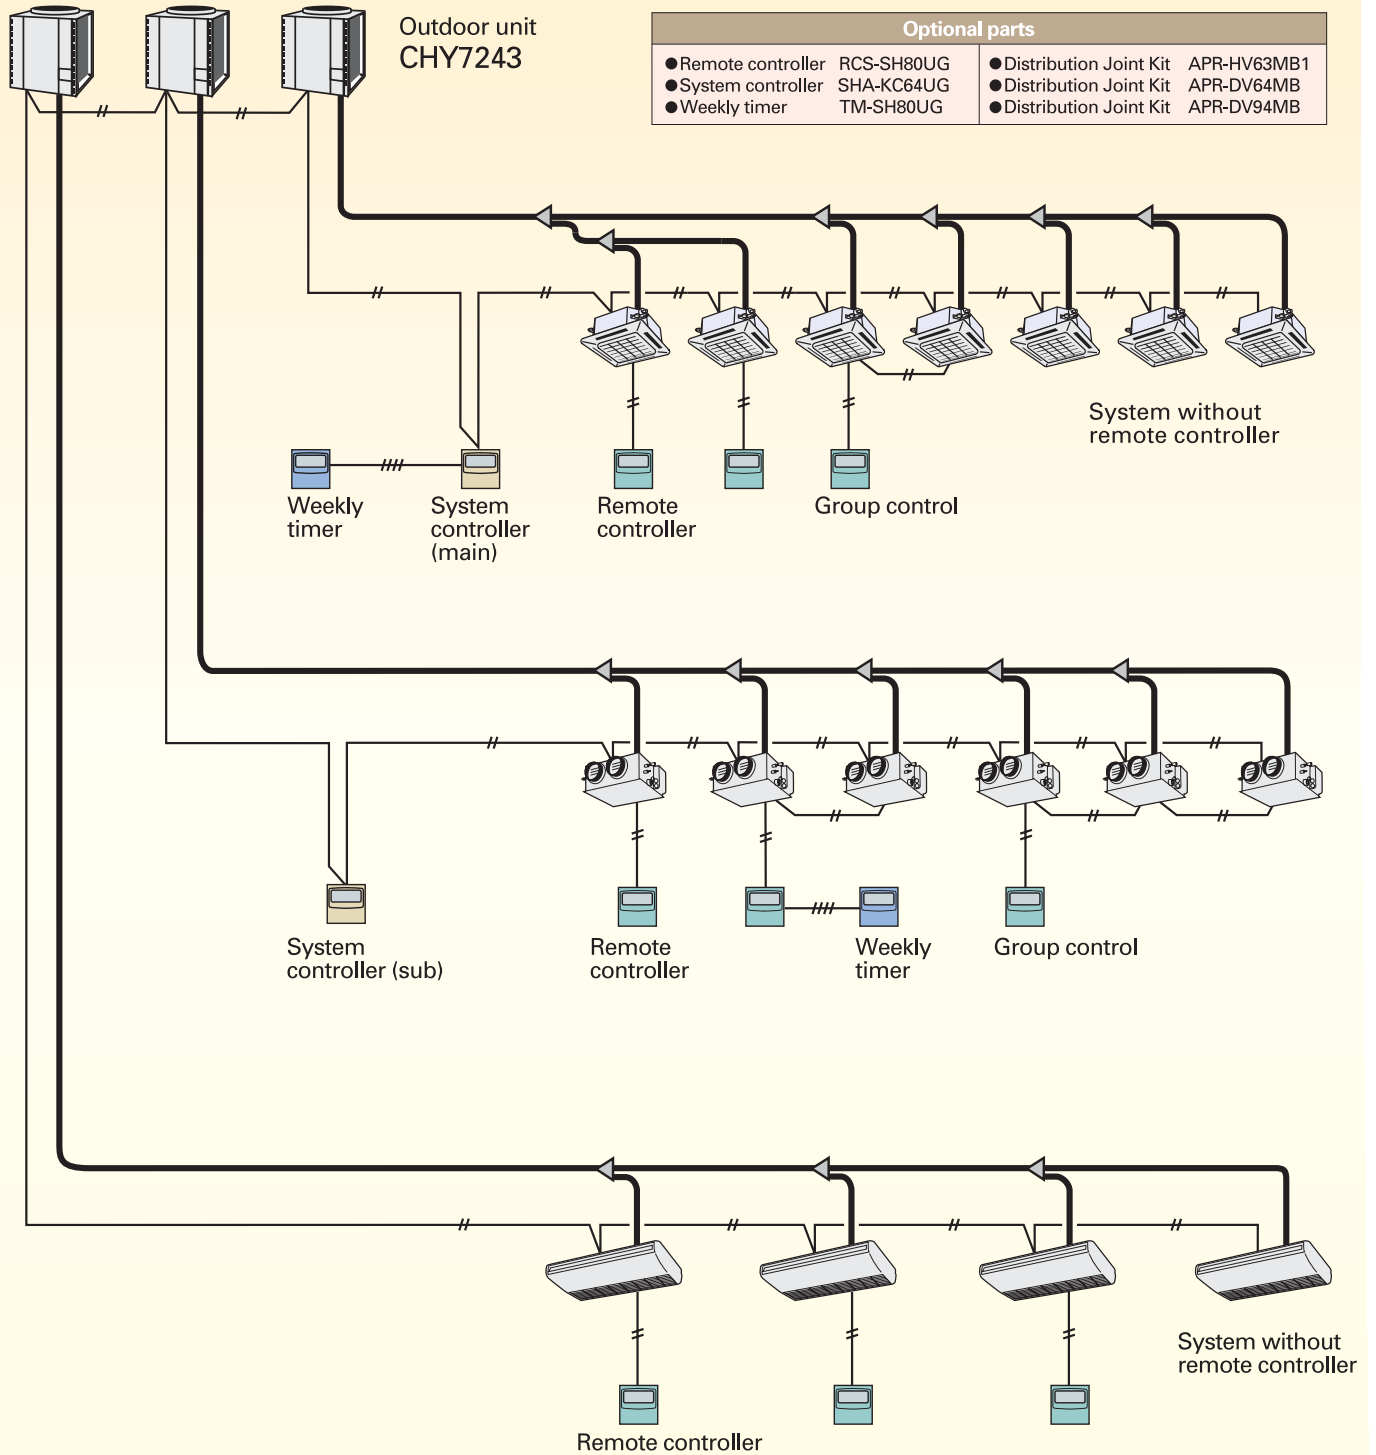 Outdoor unit
CHY7243
Optional parts
●Remote controller RCS-SH80UG
●System controller SHA-KC64UG
●Weekly timer TM-SH80UG
●Distribution Joint Kit APR-HV63MB1
●Distribution Joint Kit APR-DV64MB
●Distribution Joint Kit APR-DV94MB
System without
remote controller
Weekly
timer
System
controller
(main)
Remote
controller
Group control
System
controller (sub)
Remote
controller
Weekly
timer
Group control
System without
remote controller
Remote controller